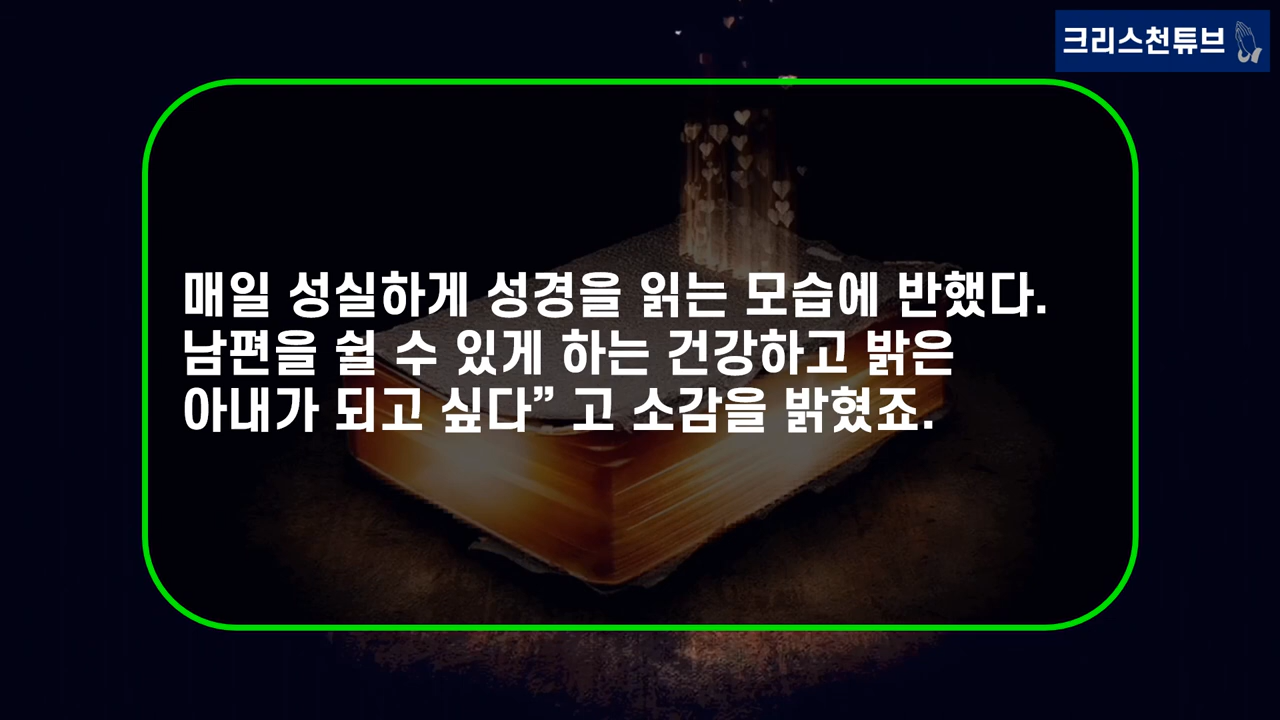 크리스천튜브
매일 성실하게 성경을 읽는 모습에 반했다.
남편을 쉴 수 있게 하는 건강하고 밝은
아내가 되고 싶다” 고 소감을 밝혔죠.